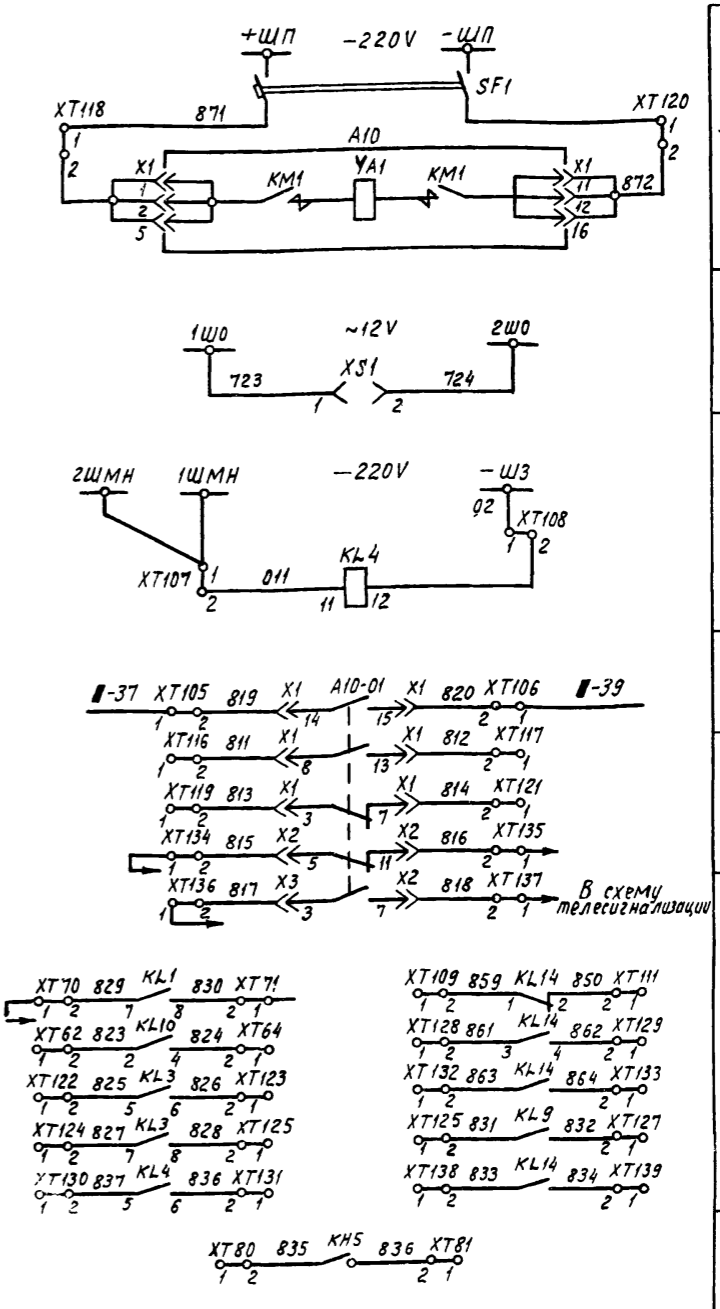 +ШП −220V −ШП
SF1
XT118 871 XT120
1 A10 1
2 X1 KM1 YA1 KM1 X1 2
1 11 872
2 12
5 16
1ШО ~12V 2ШО
723 XS1 724
1 2
2ШМН 1ШМН −220V −ШЗ
02 XT108
1 KL4 1 2
XT107 2 011 11 12
-37 XT105 819 X1 A10-01 X1 820 XT106 -39
1 2 14 15 2 1
XT116 811 X1 X1 812 XT117
1 2 8 13 2 1
XT119 813 X1 X1 814 XT121
1 2 3 7 2 1
XT134 815 X2 X2 816 XT135
1 2 5 11 2 1
XT136 817 X3 X2 818 XT137 В схему
1 2 3 7 2 1 телесигнализации
XT70 829 KL1 830 XT71
1 2 7 8 2 1
XT62 823 KL10 824 XT64
1 2 2 4 2 1
XT122 825 KL3 826 XT123
1 2 5 6 2 1
XT124 827 KL3 828 XT125
1 2 7 8 2 1
XT130 837 KL4 836 XT131
1 2 5 6 2 1
XT109 859 KL14 850 XT111
1 2 1 2 2 1
XT128 861 KL14 862 XT129
1 2 3 4 2 1
XT132 863 KL14 864 XT133
1 2 2 1
XT125 831 KL9 832 XT127
1 2 2 1
XT138 833 KL14 834 XT139
1 2 2 1
XT80 835 KH5 836 XT81
1 2 2 1